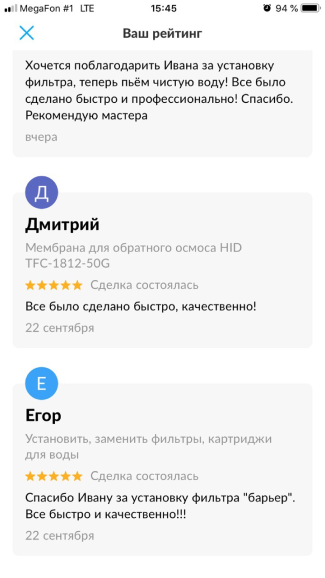 MegaFon #1 LTE 15:45 94 %
Ваш рейтинг
Хочется поблагодарить Ивана за установку
фильтра, теперь пьём чистую воду! Все было
сделано быстро и профессионально! Спасибо.
Рекомендую мастера
вчера
Д
Дмитрий
Мембрана для обратного осмоса HID
TFC-1812-50G
Сделка состоялась
Все было сделано быстро, качественно!
22 сентября
Е
Егор
Установить, заменить фильтры, картриджи
для воды
Сделка состоялась
Спасибо Ивану за установку фильтра "барьер".
Все быстро и качественно!!!
22 сентября